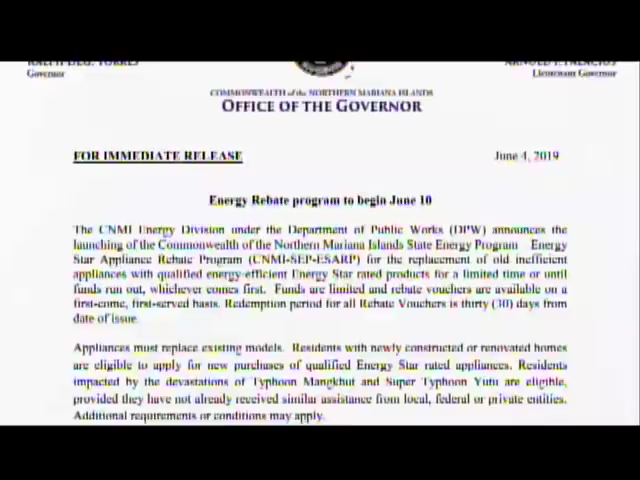 RALPH DLG. TORRES
ARNOLD I. PALACIOS
Governor
Lieutenant Governor
COMMONWEALTH of the NORTHERN MARIANA ISLANDS
OFFICE OF THE GOVERNOR
FOR IMMEDIATE RELEASE
June 4, 2019
Energy Rebate program to begin June 10
The CNMI Energy Division under the Department of Public Works (DPW) announces the
launching of the Commonwealth of the Northern Mariana Islands State Energy Program Energy
Star Appliance Rebate Program (CNMI-SEP-ESARP) for the replacement of old inefficient
appliances with qualified energy-efficient Energy Star rated products for a limited time or until
funds run out, whichever comes first. Funds are limited and rebate vouchers are available on a
first-come, first-served basis. Redemption period for all Rebate Vouchers is thirty (30) days from
date of issue.
Appliances must replace existing models. Residents with newly constructed or renovated homes
are eligible to apply for new purchases of qualified Energy Star rated appliances. Residents
impacted by the devastations of Typhoon Mangkhut and Super Typhoon Yutu are eligible,
provided they have not already received similar assistance from local, federal or private entities.
Additional requirements or conditions may apply.